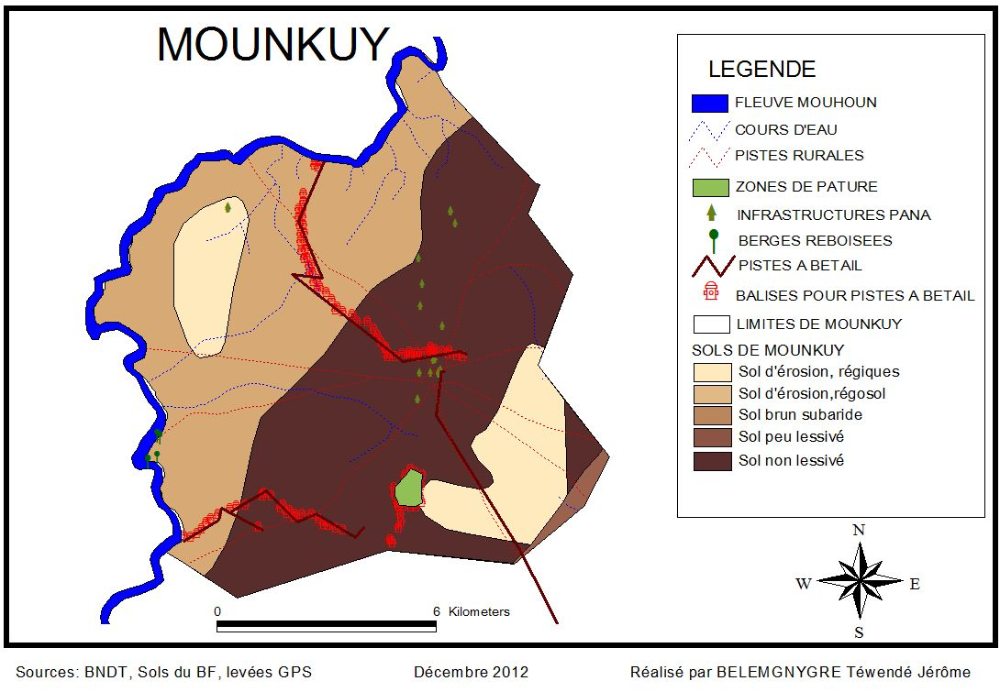 MOUNKUY
LEGENDE
FLEUVE MOUHOUN
COURS D'EAU
PISTES RURALES
ZONES DE PATURE
INFRASTRUCTURES PANA
BERGES REBOISEES
PISTES A BETAIL
BALISES POUR PISTES A BETAIL
LIMITES DE MOUNKUY
SOLS DE MOUNKUY
Sol d'érosion, régiques
Sol d'érosion,régosol
Sol brun subaride
Sol peu lessivé
Sol non lessivé
N
W E
S
0 6 Kilometers
Sources: BNDT, Sols du BF, levées GPS Décembre 2012 Réalisé par BELEMGNYGRE Téwendé Jérôme